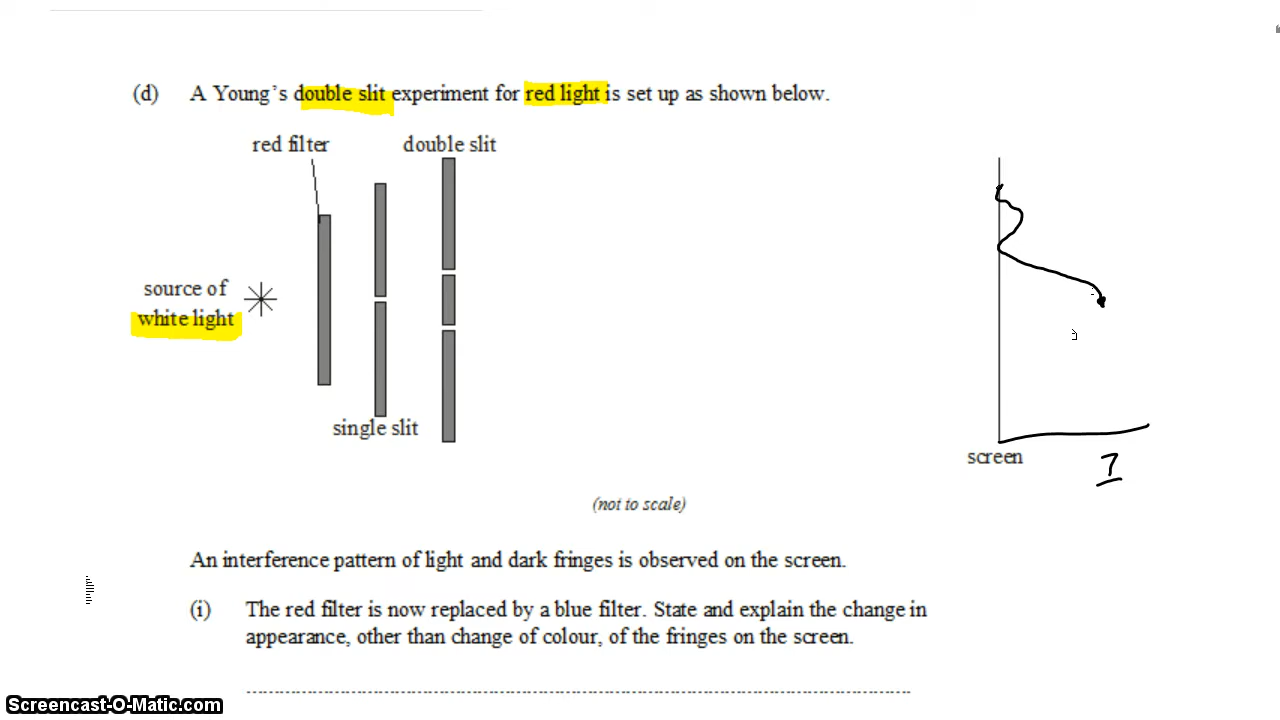 (d) A Young's double slit experiment for red light is set up as shown below.
red filter
double slit
source of
white light
single slit
screen
(not to scale)
An interference pattern of light and dark fringes is observed on the screen.
(i) The red filter is now replaced by a blue filter. State and explain the change in
appearance, other than change of colour, of the fringes on the screen.
Screencast-O-Matic.com